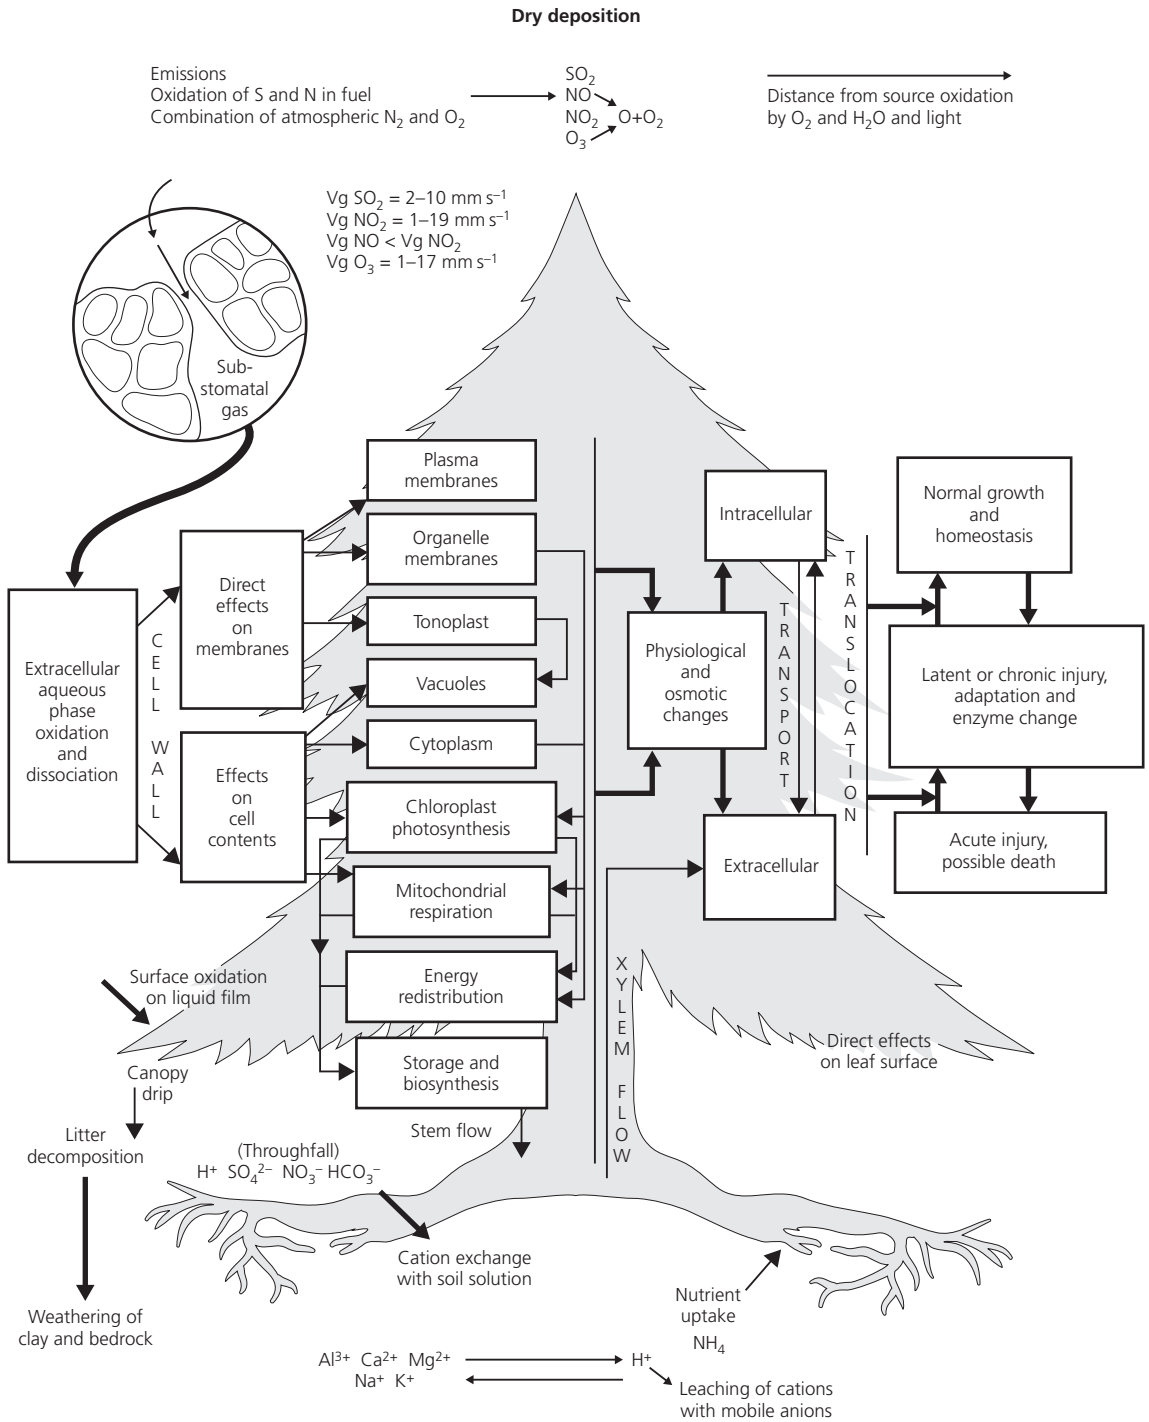 Dry deposition
Emissions
Oxidation of S and N in fuel
Combination of atmospheric N₂ and O₂
SO₂
NO
NO₂
O₃
O+O₂
Distance from source oxidation
by O₂ and H₂O and light
Vg SO₂ = 2–10 mm s⁻¹
Vg NO₂ = 1–19 mm s⁻¹
Vg NO < Vg NO₂
Vg O₃ = 1–17 mm s⁻¹
Sub-
stomatal
gas
Extracellular
aqueous
phase
oxidation
and
dissociation
CELL WALL
Direct
effects
on
membranes
Effects
on
cell
contents
Plasma
membranes
Organelle
membranes
Tonoplast
Vacuoles
Cytoplasm
Chloroplast
photosynthesis
Mitochondrial
respiration
Energy
redistribution
Storage and
biosynthesis
Physiological
and
osmotic
changes
Intracellular
TRANSPORT
Extracellular
TRANSLOCATION
Normal growth
and
homeostasis
Latent or chronic injury,
adaptation and
enzyme change
Acute injury,
possible death
XYLEM FLOW
Surface oxidation
on liquid film
Direct effects
on leaf surface
Canopy
drip
Litter
decomposition
Weathering of
clay and bedrock
Stem flow
(Throughfall)
H⁺ SO₄²⁻ NO₃⁻ HCO₃⁻
Cation exchange
with soil solution
Nutrient
uptake
NH₄
Al³⁺ Ca²⁺ Mg²⁺
Na⁺ K⁺
H⁺
Leaching of cations
with mobile anions